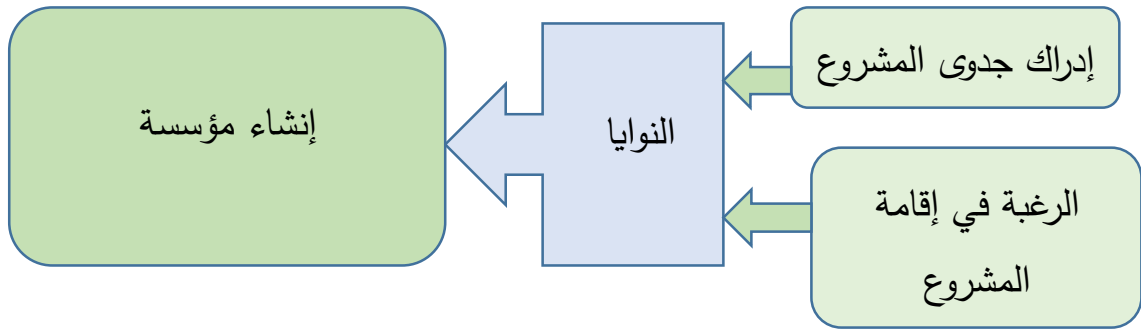 إدراك جدوى المشروع
الرغبة في إقامة
المشروع
النوايا
إنشاء مؤسسة